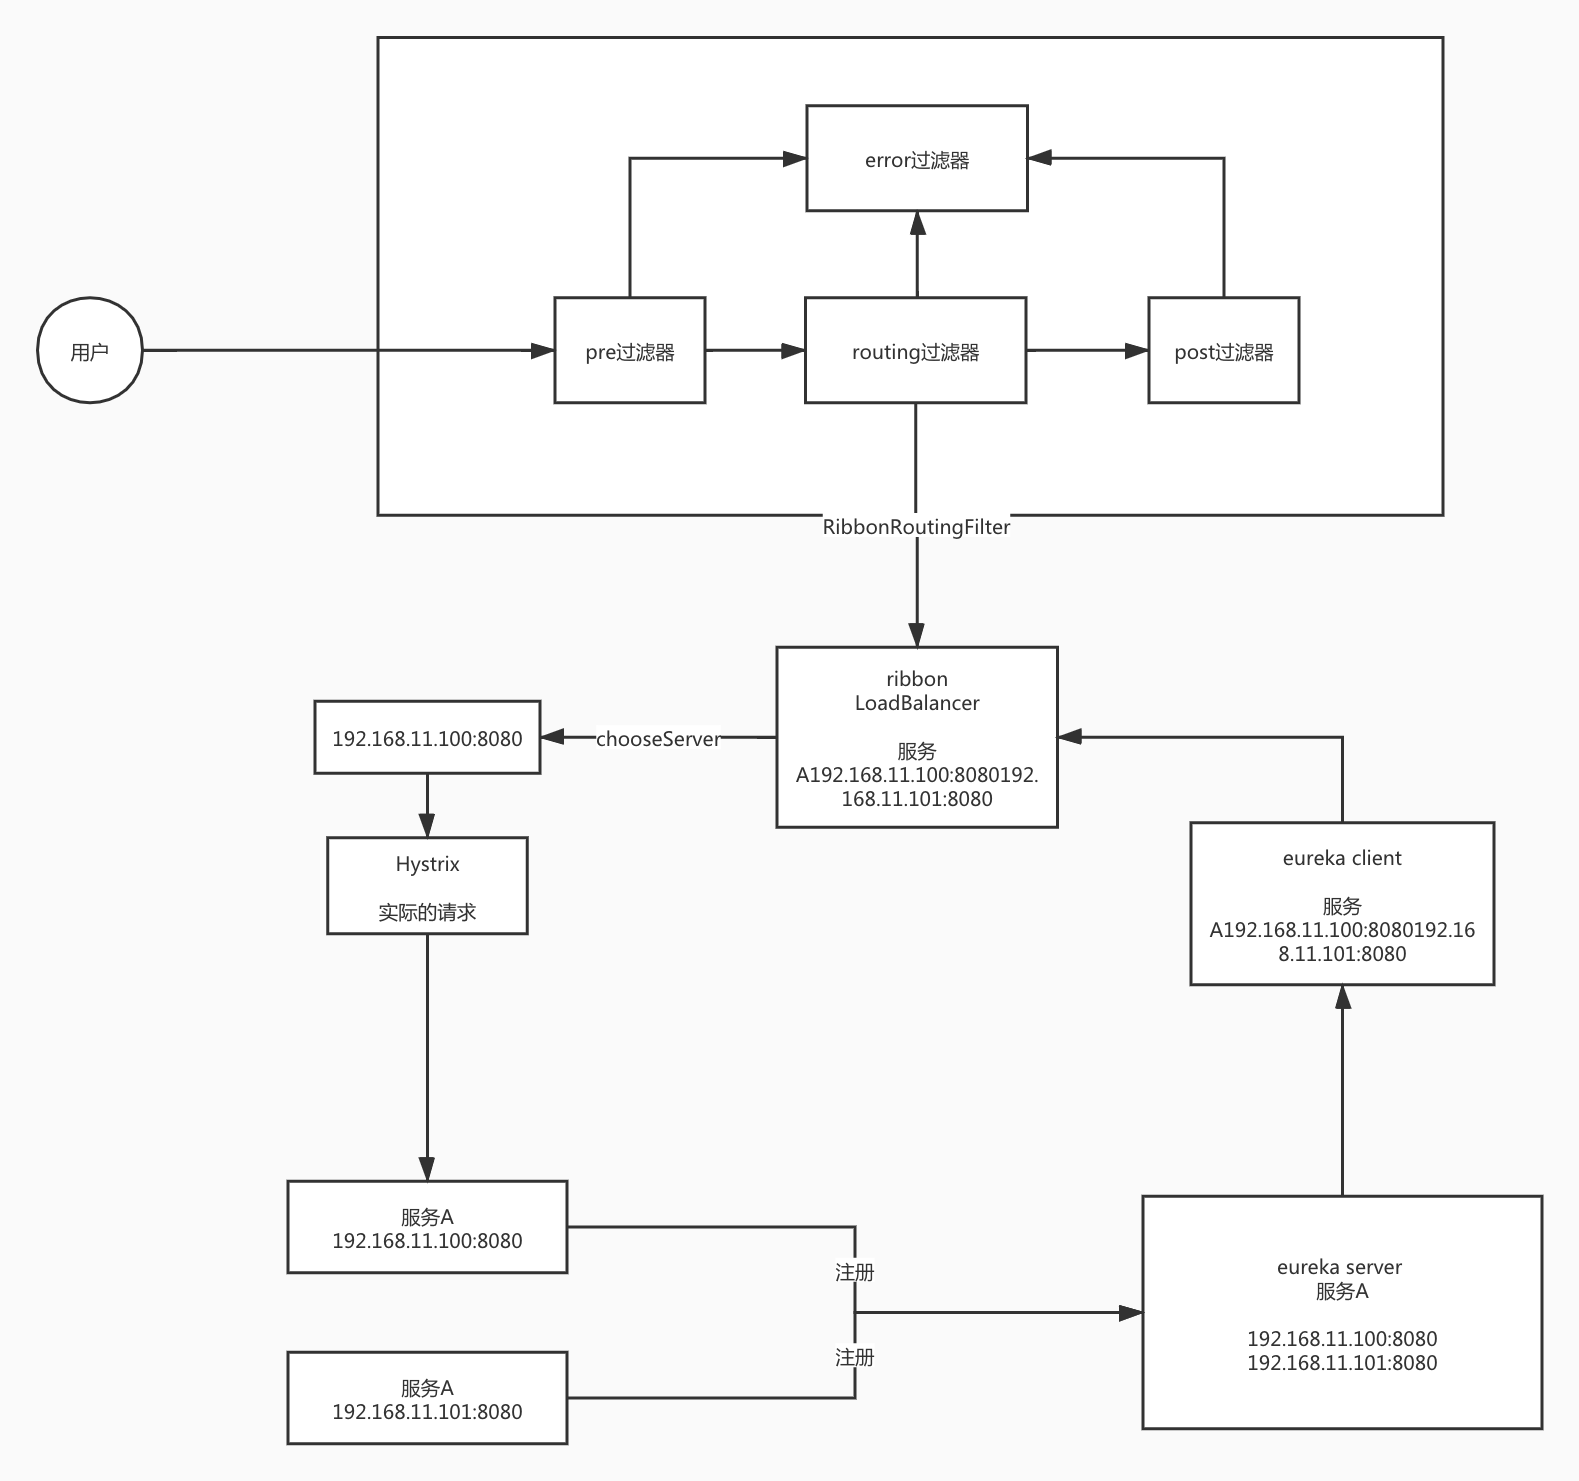 error过滤器
用户
pre过滤器
routing过滤器
post过滤器
RibbonRoutingFilter
ribbon
LoadBalancer
服务
A192.168.11.100:8080192.
168.11.101:8080
192.168.11.100:8080
chooseServer
Hystrix
实际的请求
eureka client
服务
A192.168.11.100:8080192.16
8.11.101:8080
服务A
192.168.11.100:8080
注册
eureka server
服务A
192.168.11.100:8080
192.168.11.101:8080
注册
服务A
192.168.11.101:8080